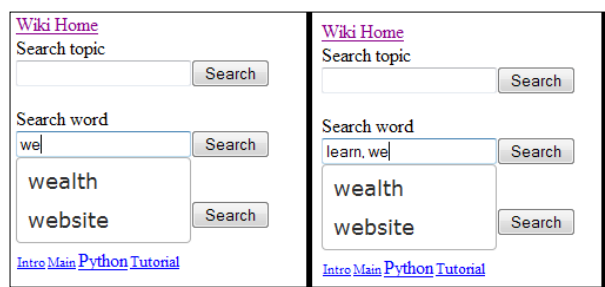 Wiki Home
Search topic
Search
Search word
we Search
wealth
website Search
Intro Main Python Tutorial
Wiki Home
Search topic
Search
Search word
learn, we Search
wealth
website Search
Intro Main Python Tutorial